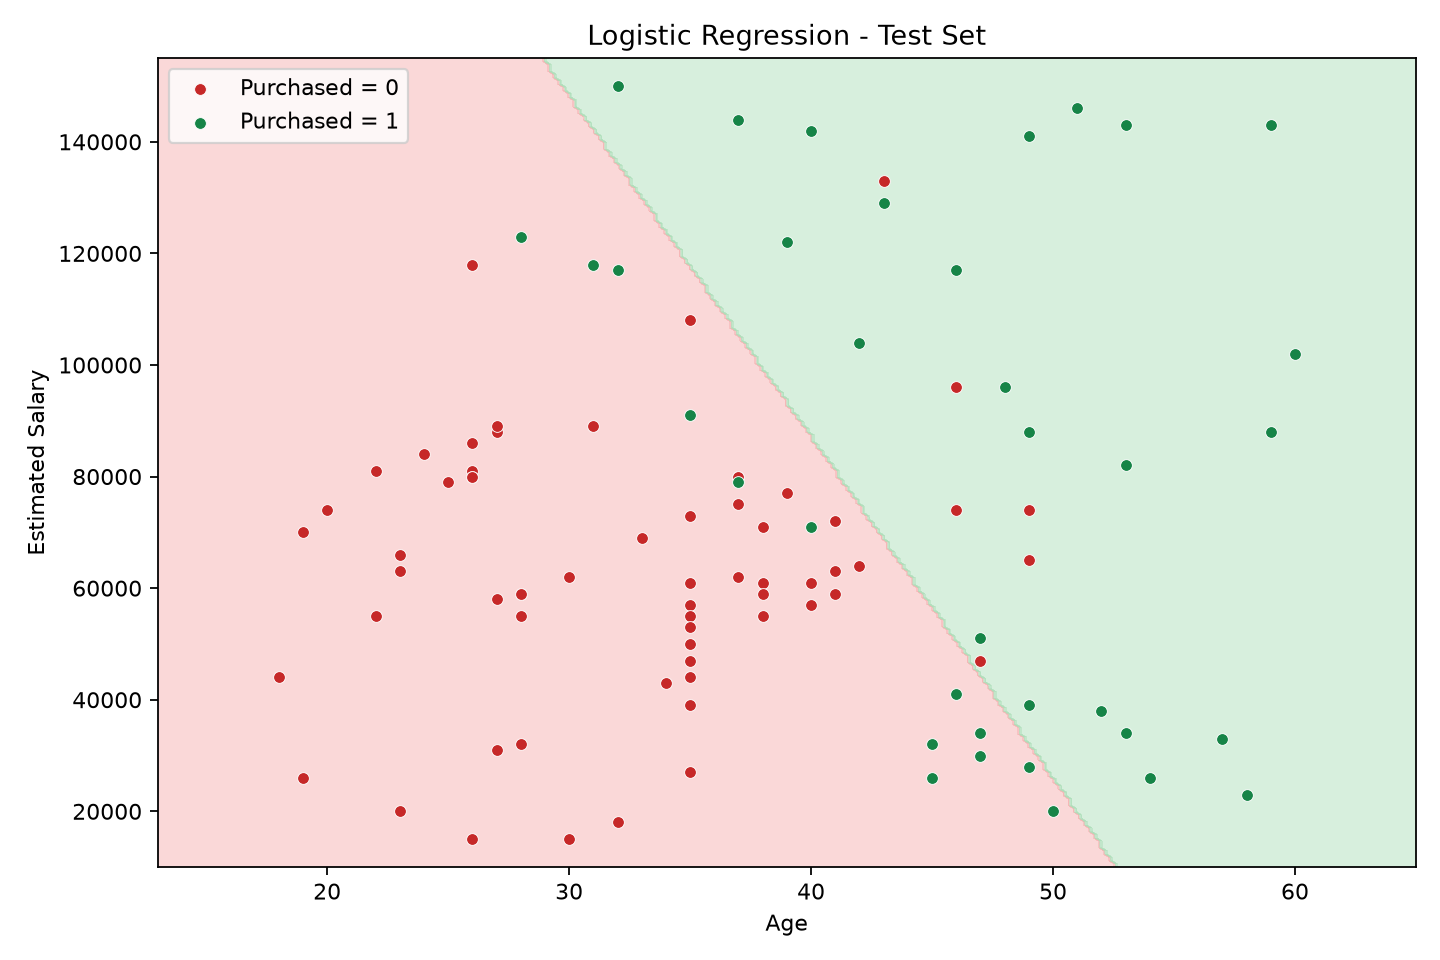 Logistic Regression - Test Set
Purchased = 0
Purchased = 1
140000
120000
100000
80000
60000
40000
20000
Estimated Salary
20
30
40
50
60
Age